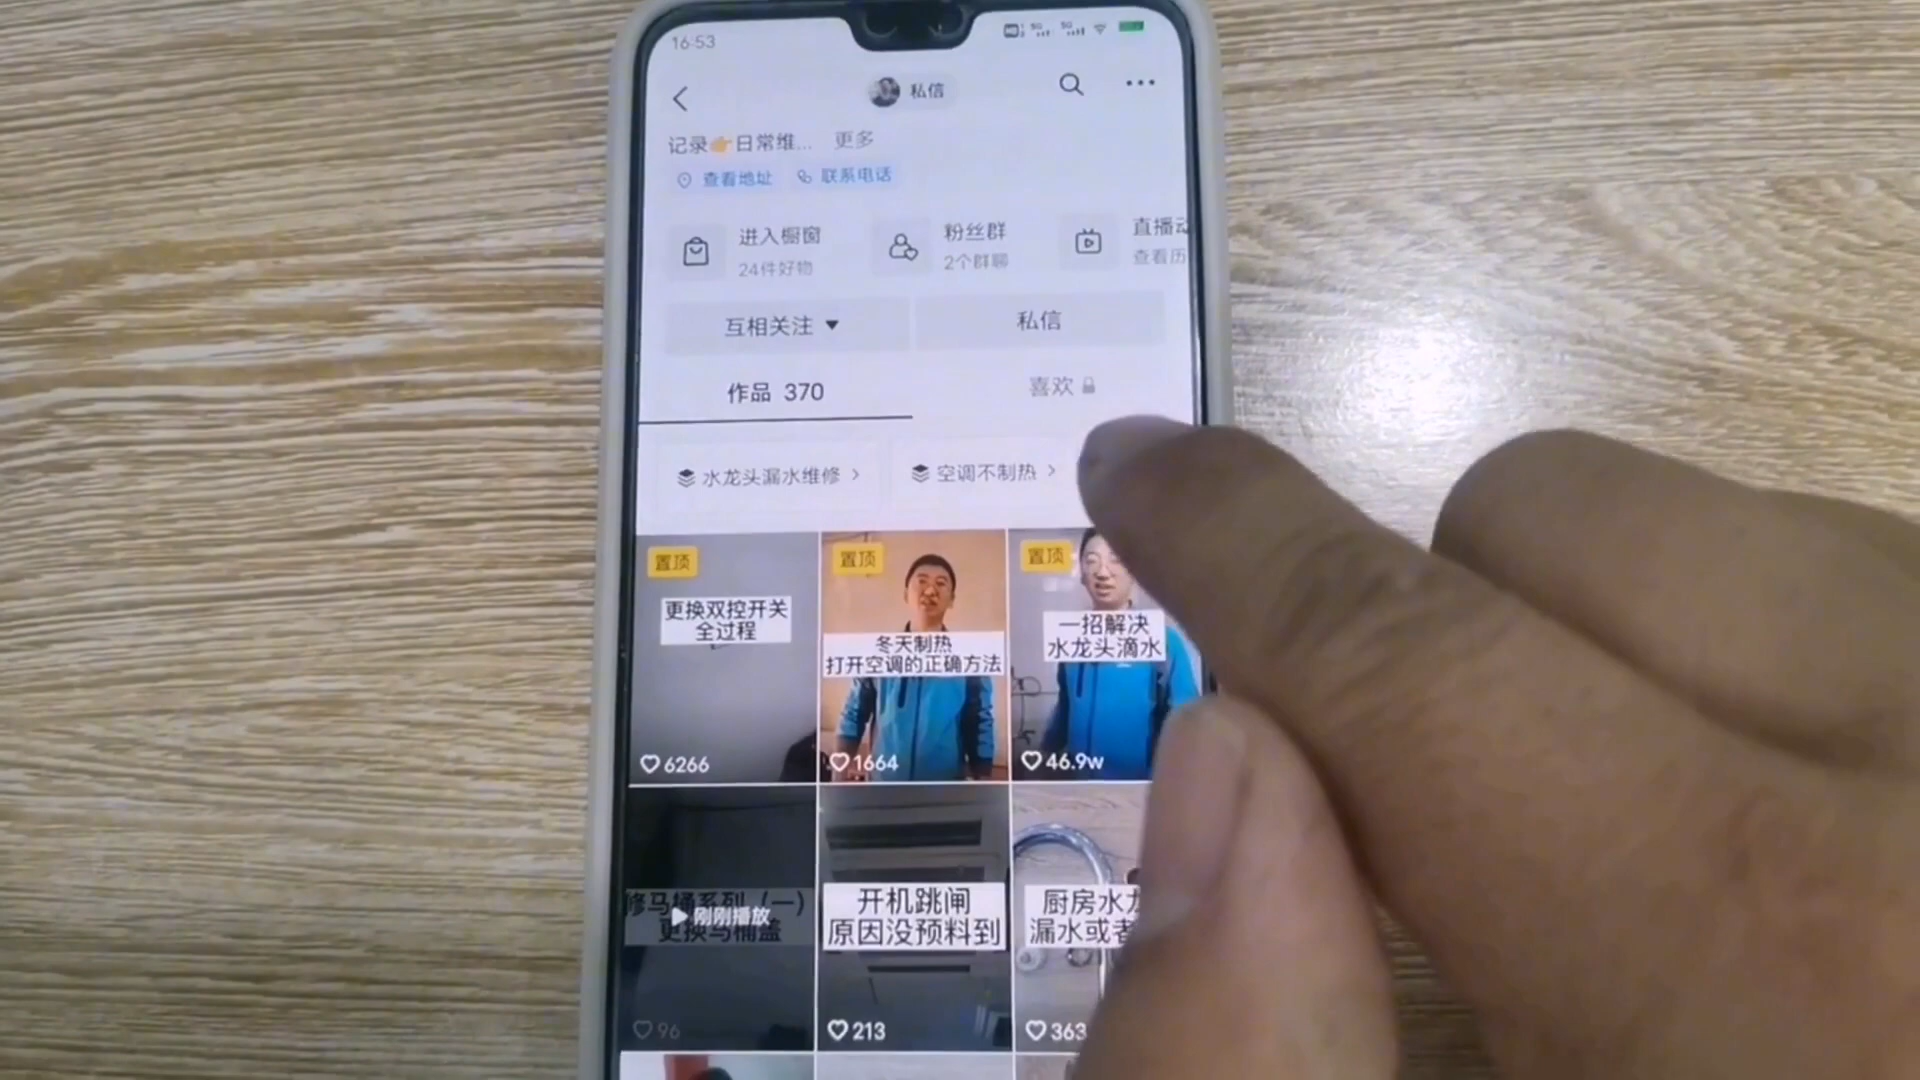 16:53
私信
记录👉日常维... 更多
查看地址 联系电话
进入橱窗 粉丝群 直播动
24件好物 2个群聊 查看历
互相关注 私信
作品 370 喜欢
水龙头漏水维修 空调不制热
置顶 置顶 置顶
更换双控开关
全过程
冬天制热
打开空调的正确方法
一招解决
水龙头滴水
6266 1664 46.9w
修马桶系列（一）
更换马桶盖
刚刚播放
开机跳闸
原因没预料到
厨房水龙
漏水或者
96 213 363